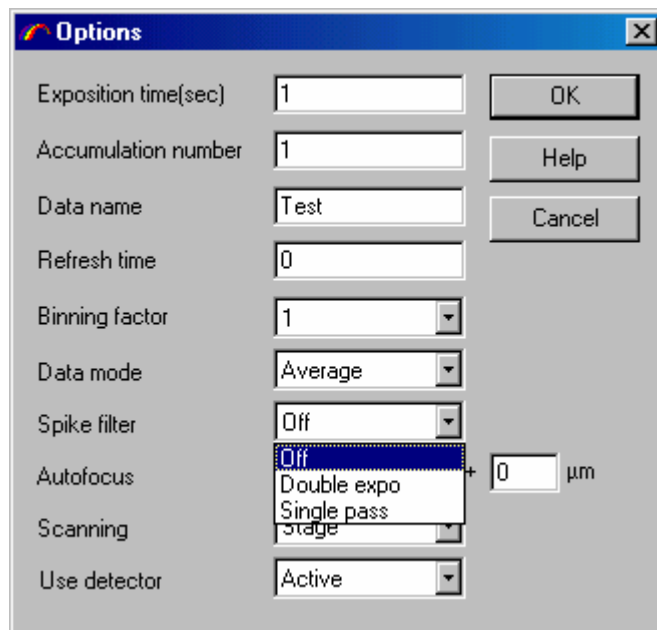 Options
Exposition time(sec) 1 OK
Accumulation number 1 Help
Data name Test Cancel
Refresh time 0
Binning factor 1
Data mode Average
Spike filter Off
Off
Double expo
Single pass
Autofocus + 0 µm
Scanning Stage
Use detector Active